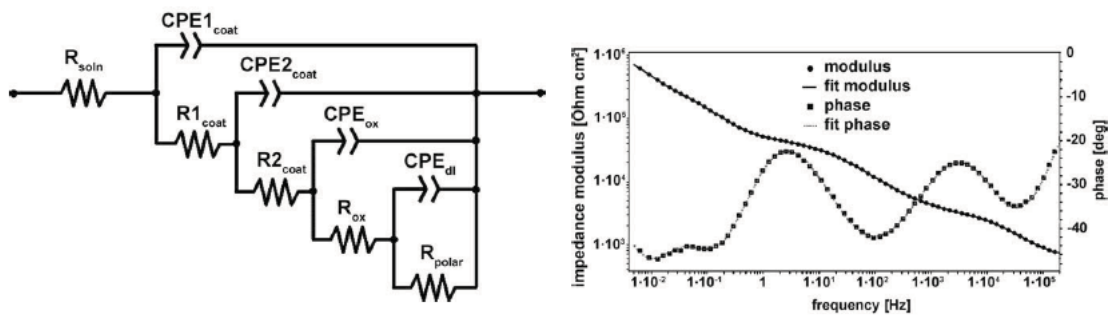 CPE1coat
Rsoln
CPE2coat
R1coat
CPEox
R2coat
CPEdl
Rox
Rpolar
impedance modulus [Ohm cm²]
1·10⁶
1·10⁵
1·10⁴
1·10³
modulus
fit modulus
phase
fit phase
0
-10
-20
-30
-40
phase [deg]
1·10⁻² 1·10⁻¹ 1 1·10¹ 1·10² 1·10³ 1·10⁴ 1·10⁵
frequency [Hz]